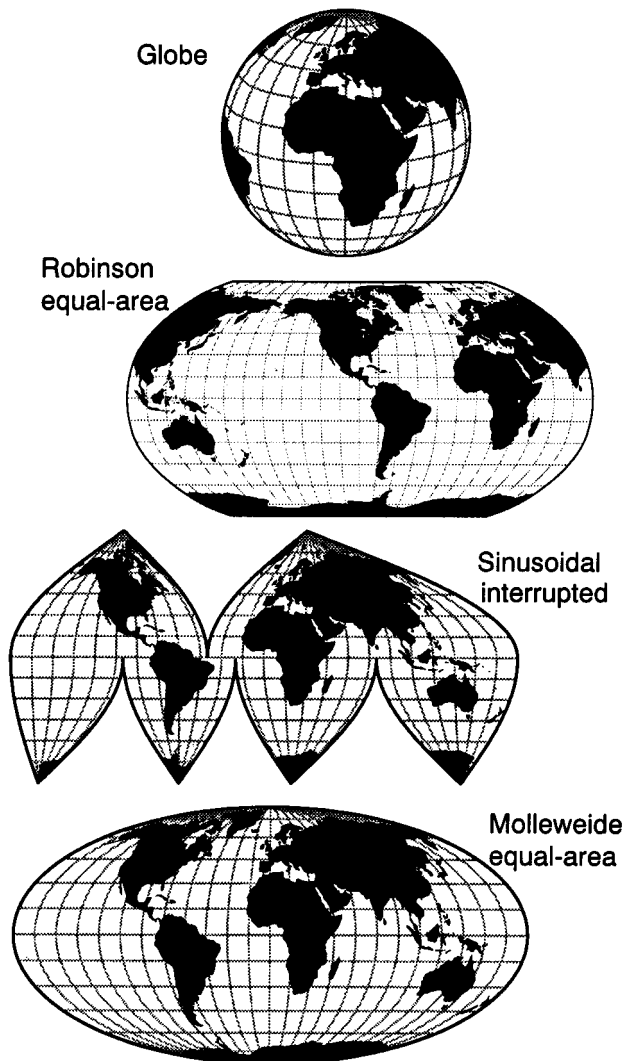 Globe
Robinson
equal-area
Sinusoidal
interrupted
Molleweide
equal-area